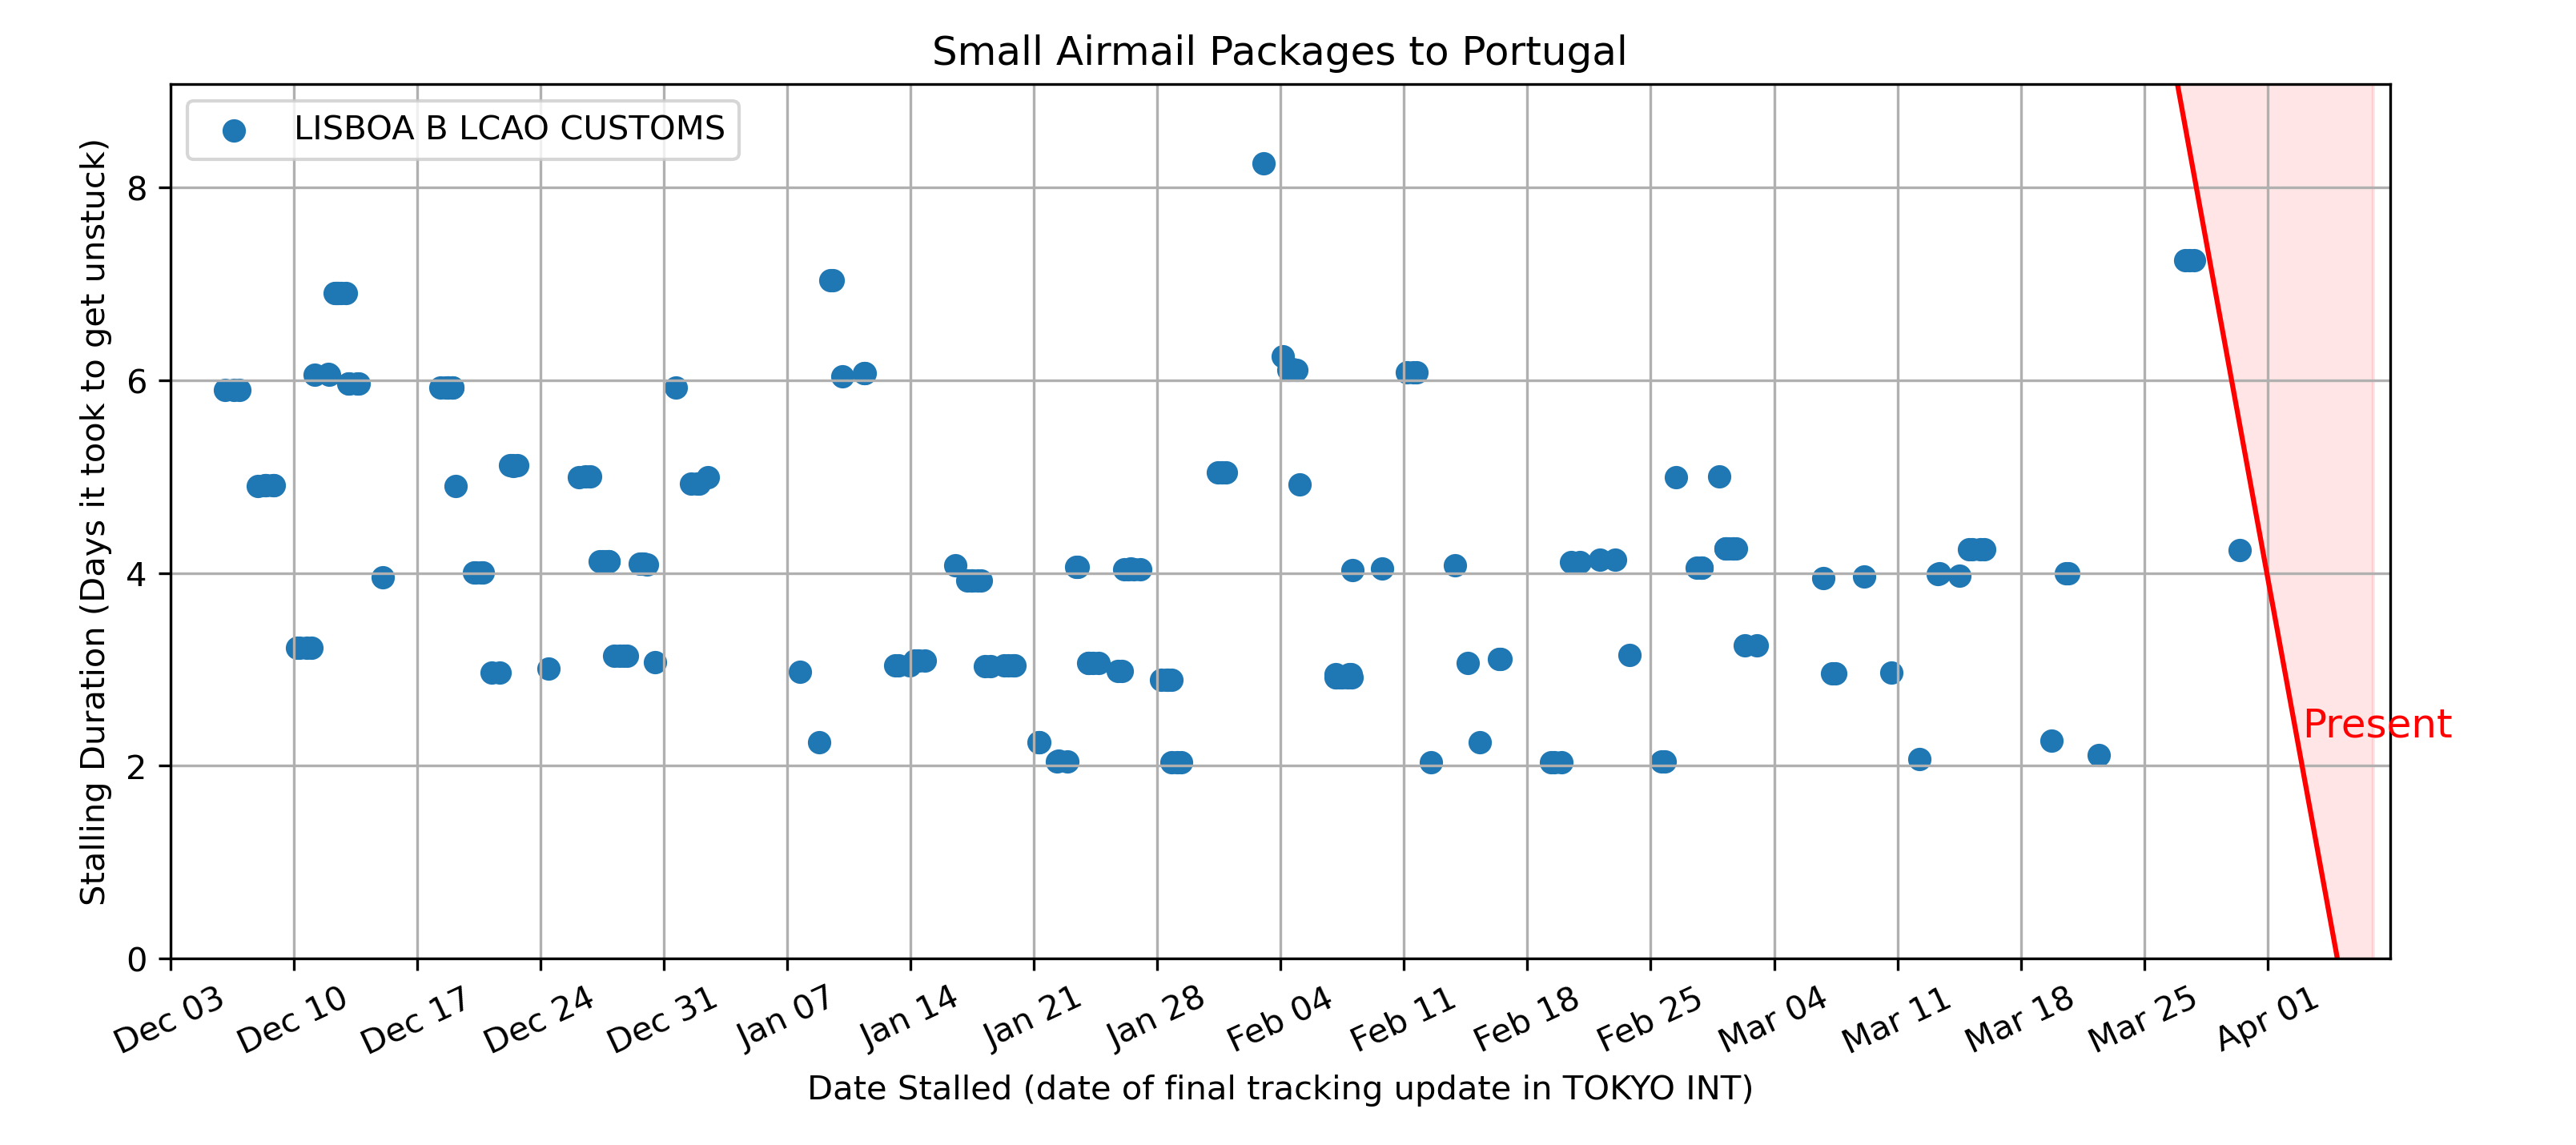 Small Airmail Packages to Portugal
LISBOA B LCAO CUSTOMS
Stalling Duration (Days it took to get unstuck)
8
6
4
2
0
Present
Dec 03
Dec 10
Dec 17
Dec 24
Dec 31
Jan 07
Jan 14
Jan 21
Jan 28
Feb 04
Feb 11
Feb 18
Feb 25
Mar 04
Mar 11
Mar 18
Mar 25
Apr 01
Date Stalled (date of final tracking update in TOKYO INT)